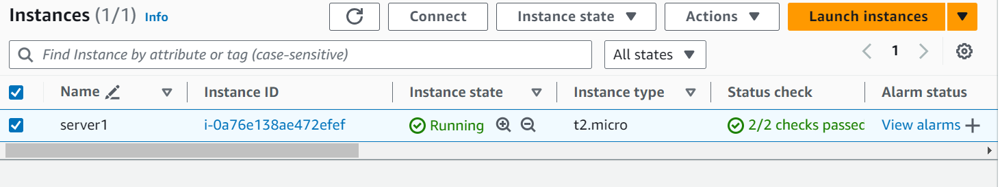 Instances (1/1) Info Connect Instance state Actions Launch instances
Find Instance by attribute or tag (case-sensitive) All states 1
Name Instance ID Instance state Instance type Status check Alarm status
server1 i-0a76e138ae472efef Running t2.micro 2/2 checks passed View alarms